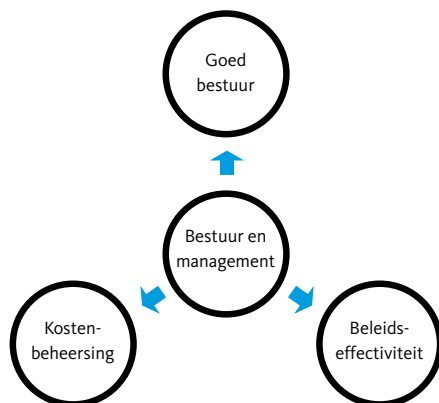 Goed
bestuur
Bestuur en
management
Kosten-
beheersing
Beleids-
effectiviteit